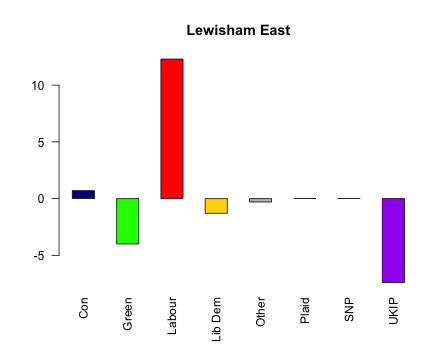 Lewisham East
10
5
0
-5
Con
Green
Labour
Lib Dem
Other
Plaid
SNP
UKIP